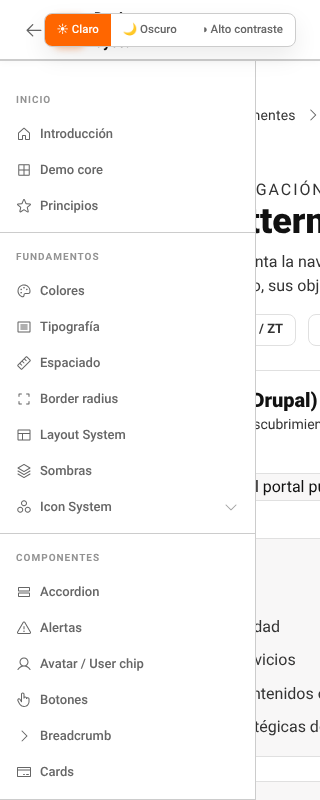 Claro
Oscuro
Alto contraste
INICIO
Introducción
Demo core
Principios
FUNDAMENTOS
Colores
Tipografía
Espaciado
Border radius
Layout System
Sombras
Icon System
COMPONENTES
Accordion
Alertas
Avatar / User chip
Botones
Breadcrumb
Cards
nentes
GACIÓN
ttern
nta la nav
o, sus obj
/ ZT
Drupal)
scubrimien
l portal pu
dad
vicios
ntenidos
tégicas d